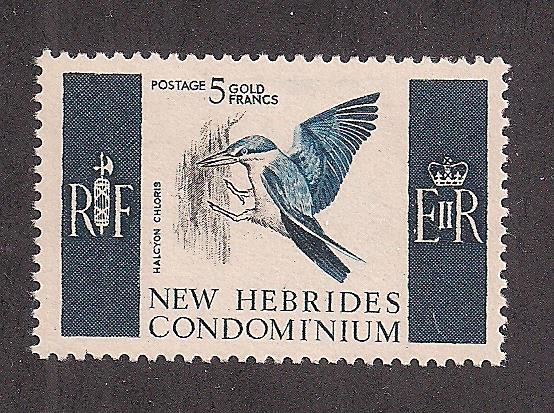 POSTAGE 5 GOLD
FRANCS
HALCYON CHLORIS
RF
EIIR
NEW HEBRIDES
CONDOMINIUM